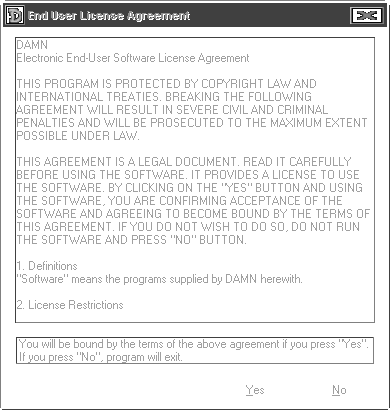 End User License Agreement
DAMN
Electronic End-User Software License Agreement
THIS PROGRAM IS PROTECTED BY COPYRIGHT LAW AND
INTERNATIONAL TREATIES. BREAKING THE FOLLOWING
AGREEMENT WILL RESULT IN SEVERE CIVIL AND CRIMINAL
PENALTIES AND WILL BE PROSECUTED TO THE MAXIMUM EXTENT
POSSIBLE UNDER LAW.
THIS AGREEMENT IS A LEGAL DOCUMENT. READ IT CAREFULLY
BEFORE USING THE SOFTWARE. IT PROVIDES A LICENSE TO USE
THE SOFTWARE. BY CLICKING ON THE "YES" BUTTON AND USING
THE SOFTWARE, YOU ARE CONFIRMING ACCEPTANCE OF THE
SOFTWARE AND AGREEING TO BECOME BOUND BY THE TERMS OF
THIS AGREEMENT. IF YOU DO NOT WISH TO DO SO, DO NOT RUN
THE SOFTWARE AND PRESS "NO" BUTTON.
1. Definitions
"Software" means the programs supplied by DAMN herewith.
2. License Restrictions
You will be bound by the terms of the above agreement if you press "Yes".
If you press "No", program will exit.
Yes No